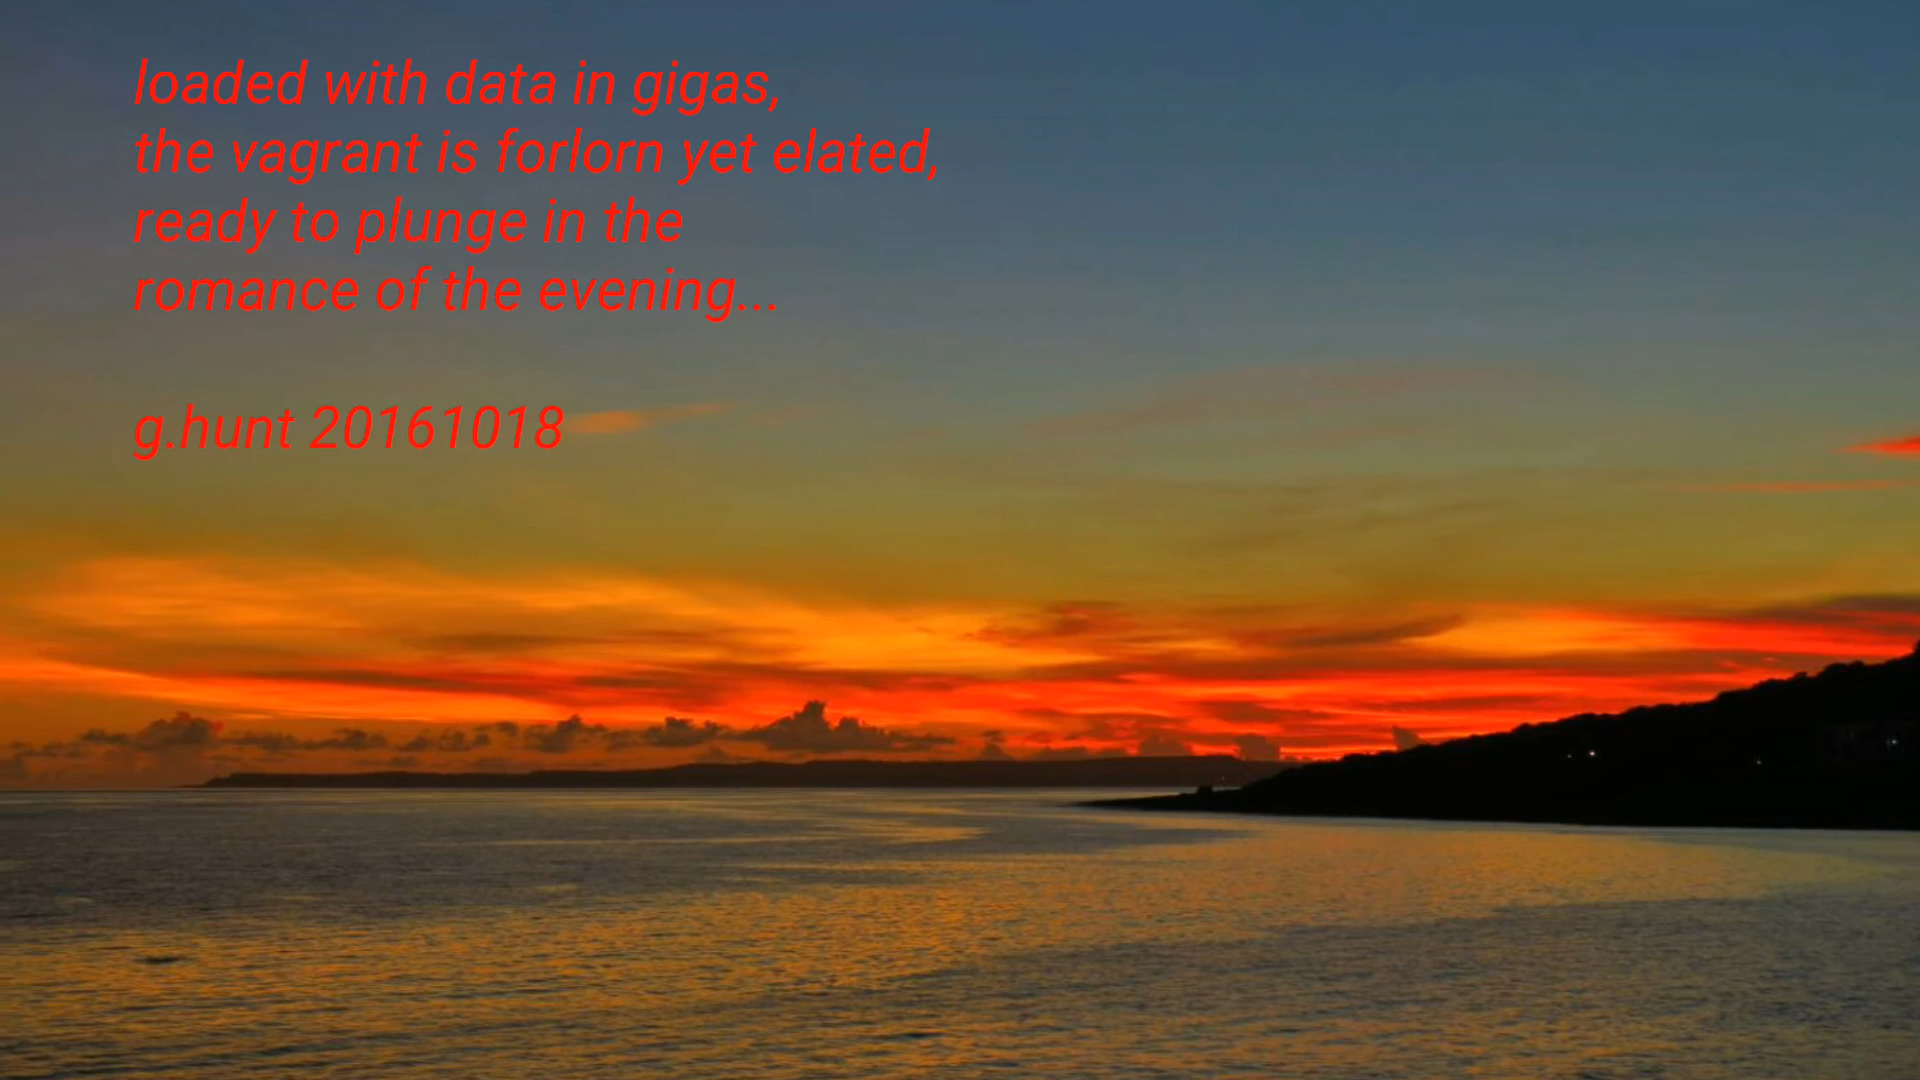 loaded with data in gigas,
the vagrant is forlorn yet elated,
ready to plunge in the
romance of the evening...
g.hunt 20161018